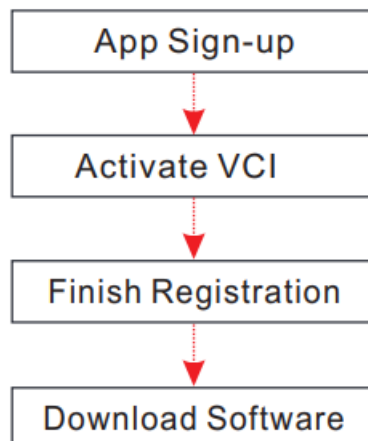 App Sign-up
Activate VCI
Finish Registration
Download Software